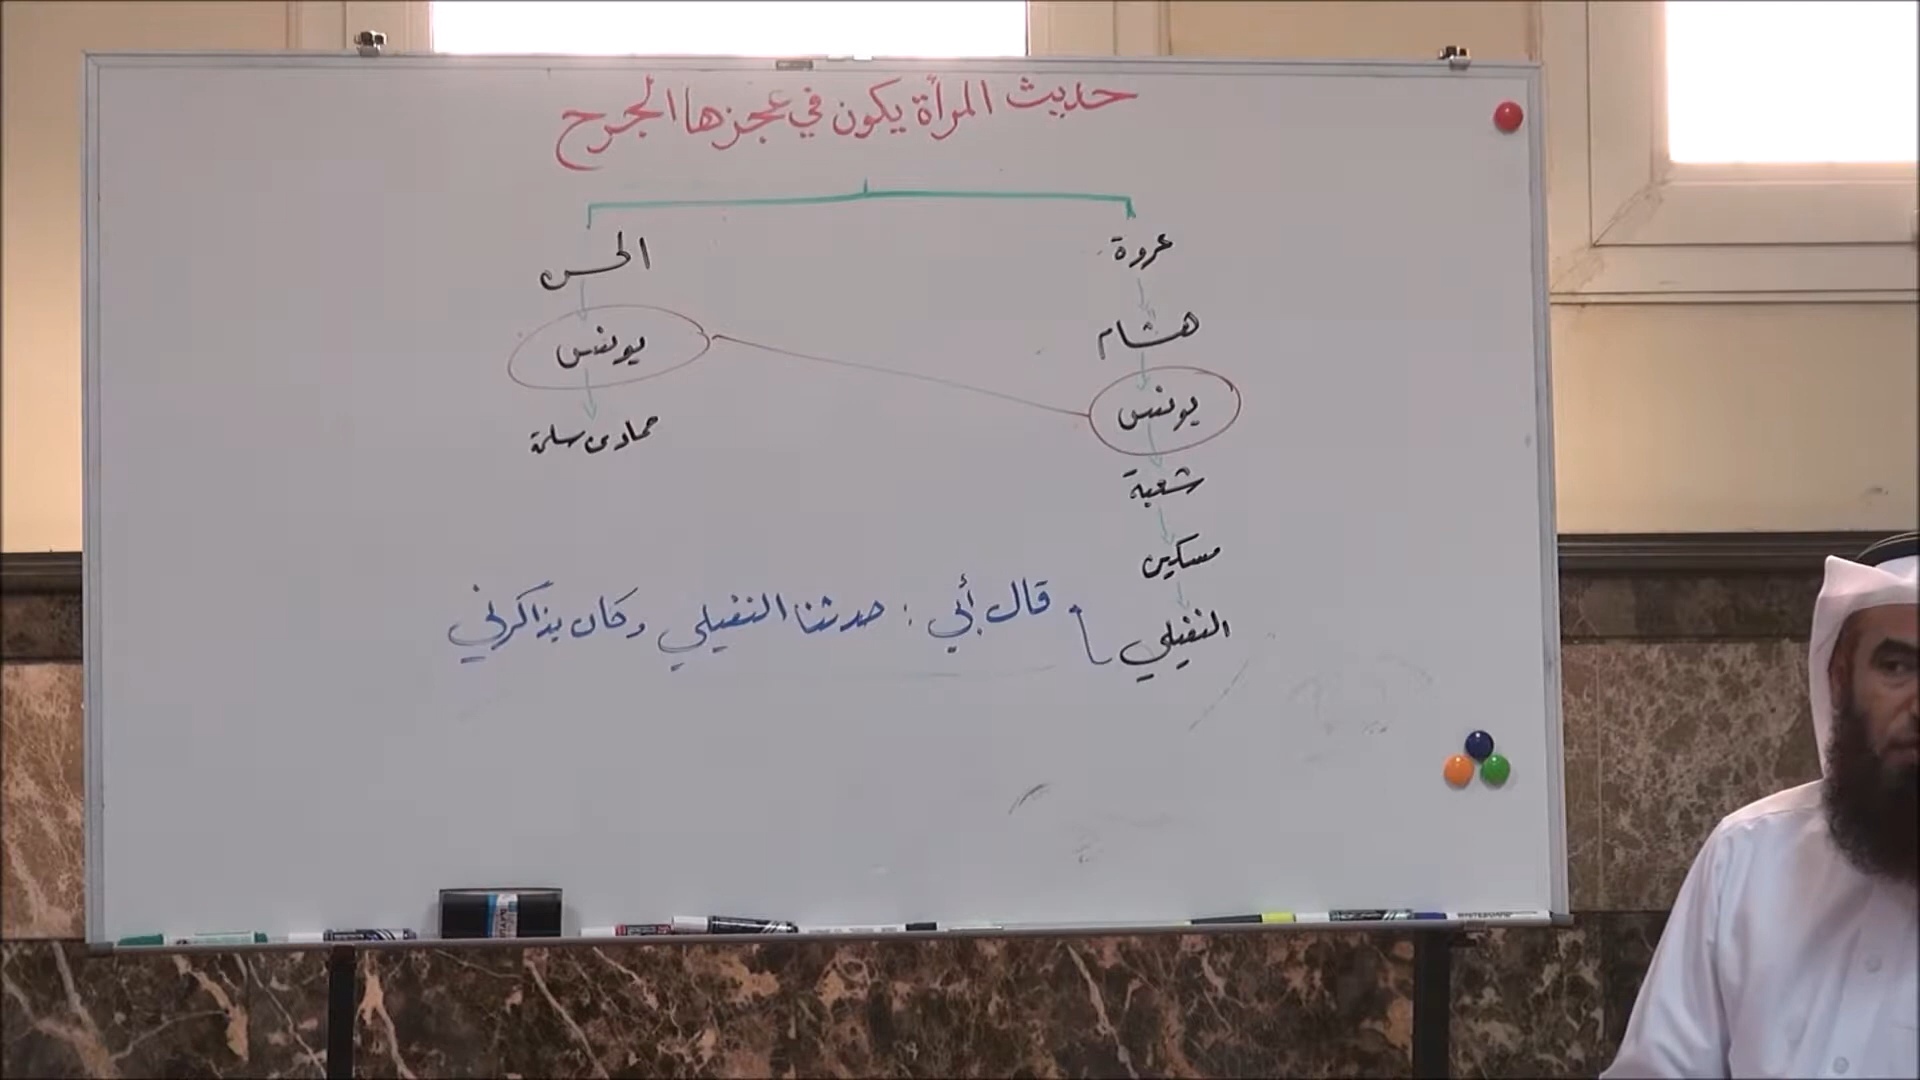 حديث المرأة يكون في عجزها الجرح
عروة
هشام
يونس
شعبة
مسكين
النفيلي
قال أبي : حدثنا النفيلي وكان يذاكرني
الحسن
يونس
حماد بن سلمة